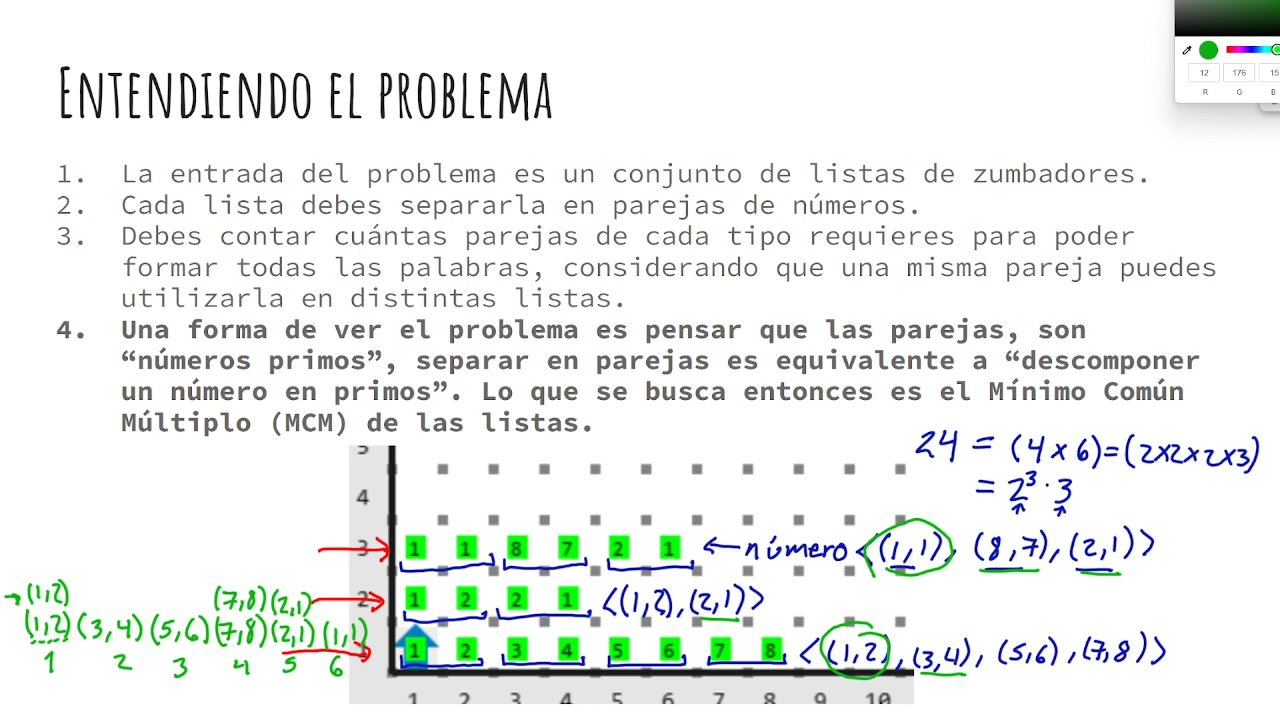 ENTENDIENDO EL PROBLEMA
12 176 15
R G B
1. La entrada del problema es un conjunto de listas de zumbadores.
2. Cada lista debes separarla en parejas de números.
3. Debes contar cuántas parejas de cada tipo requieres para poder
formar todas las palabras, considerando que una misma pareja puedes
utilizarla en distintas listas.
4. Una forma de ver el problema es pensar que las parejas, son
“números primos”, separar en parejas es equivalente a “descomponer
un número en primos”. Lo que se busca entonces es el Mínimo Común
Múltiplo (MCM) de las listas.
24 = (4 x 6) = (2x2x2x3)
= 2³ · 3
5
4
3 1 1 8 7 2 1 ← número <(1,1), (8,7), (2,1)>
(1,2) (7,8) (2,1)
2 1 2 2 1 <(1,2), (2,1)>
(1,2) (3,4) (5,6) (7,8) (2,1) (1,1)
1 2 3 4 5 6 7 8 <(1,2), (3,4), (5,6), (7,8)>
1 2 3 4 5 6
1 2 3 4 5 6 7 8 9 10